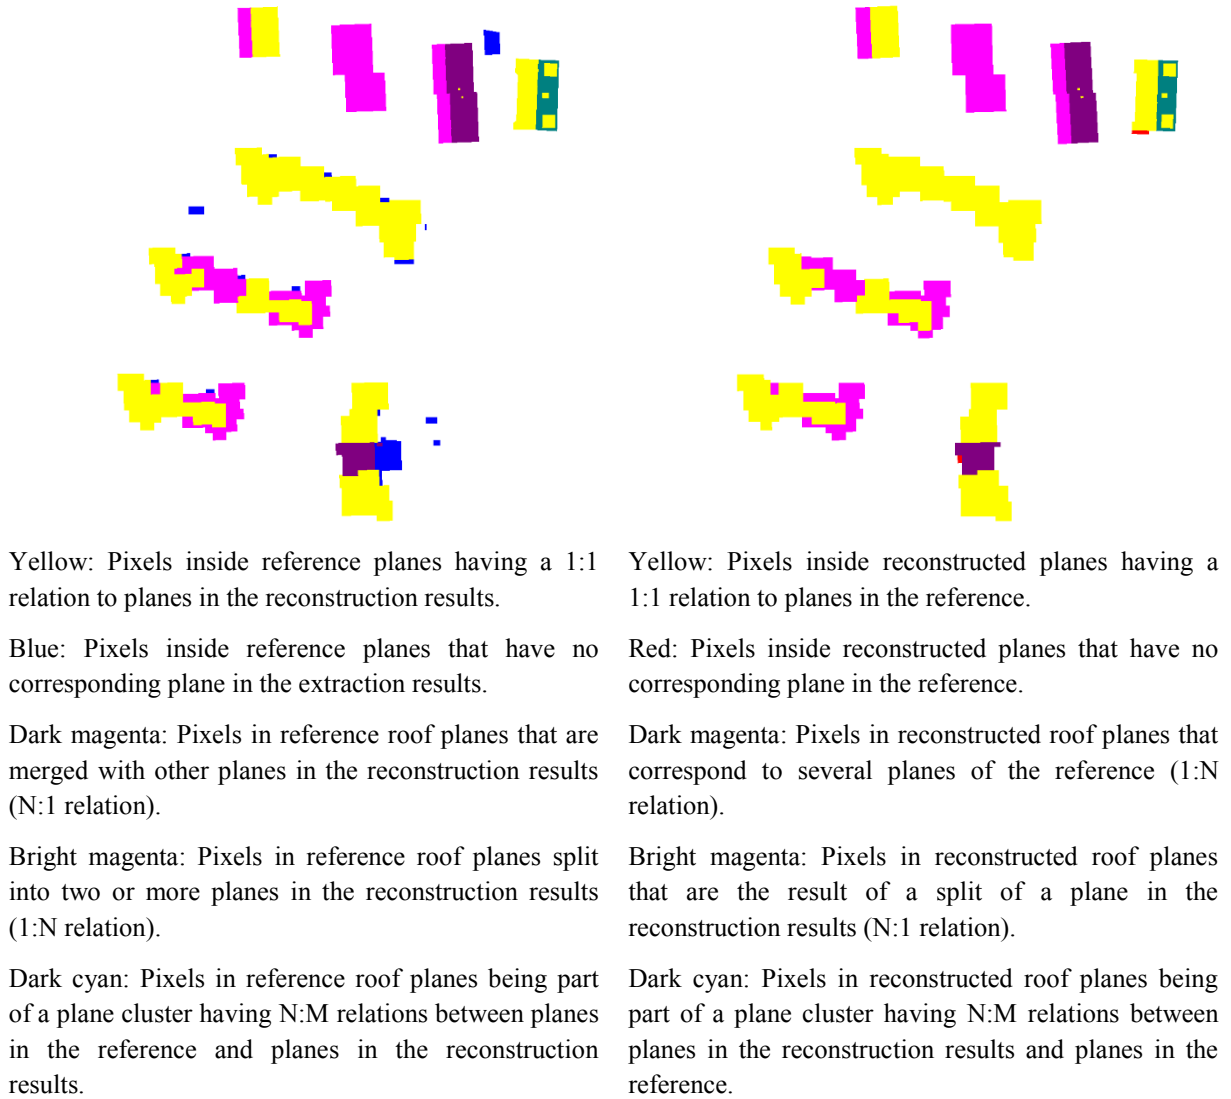 Yellow: Pixels inside reference planes having a 1:1
relation to planes in the reconstruction results.
Blue: Pixels inside reference planes that have no
corresponding plane in the extraction results.
Dark magenta: Pixels in reference roof planes that are
merged with other planes in the reconstruction results
(N:1 relation).
Bright magenta: Pixels in reference roof planes split
into two or more planes in the reconstruction results
(1:N relation).
Dark cyan: Pixels in reference roof planes being part
of a plane cluster having N:M relations between planes
in the reference and planes in the reconstruction
results.
Yellow: Pixels inside reconstructed planes having a
1:1 relation to planes in the reference.
Red: Pixels inside reconstructed planes that have no
corresponding plane in the reference.
Dark magenta: Pixels in reconstructed roof planes that
correspond to several planes of the reference (1:N
relation).
Bright magenta: Pixels in reconstructed roof planes
that are the result of a split of a plane in the
reconstruction results (N:1 relation).
Dark cyan: Pixels in reconstructed roof planes being
part of a plane cluster having N:M relations between
planes in the reconstruction results and planes in the
reference.